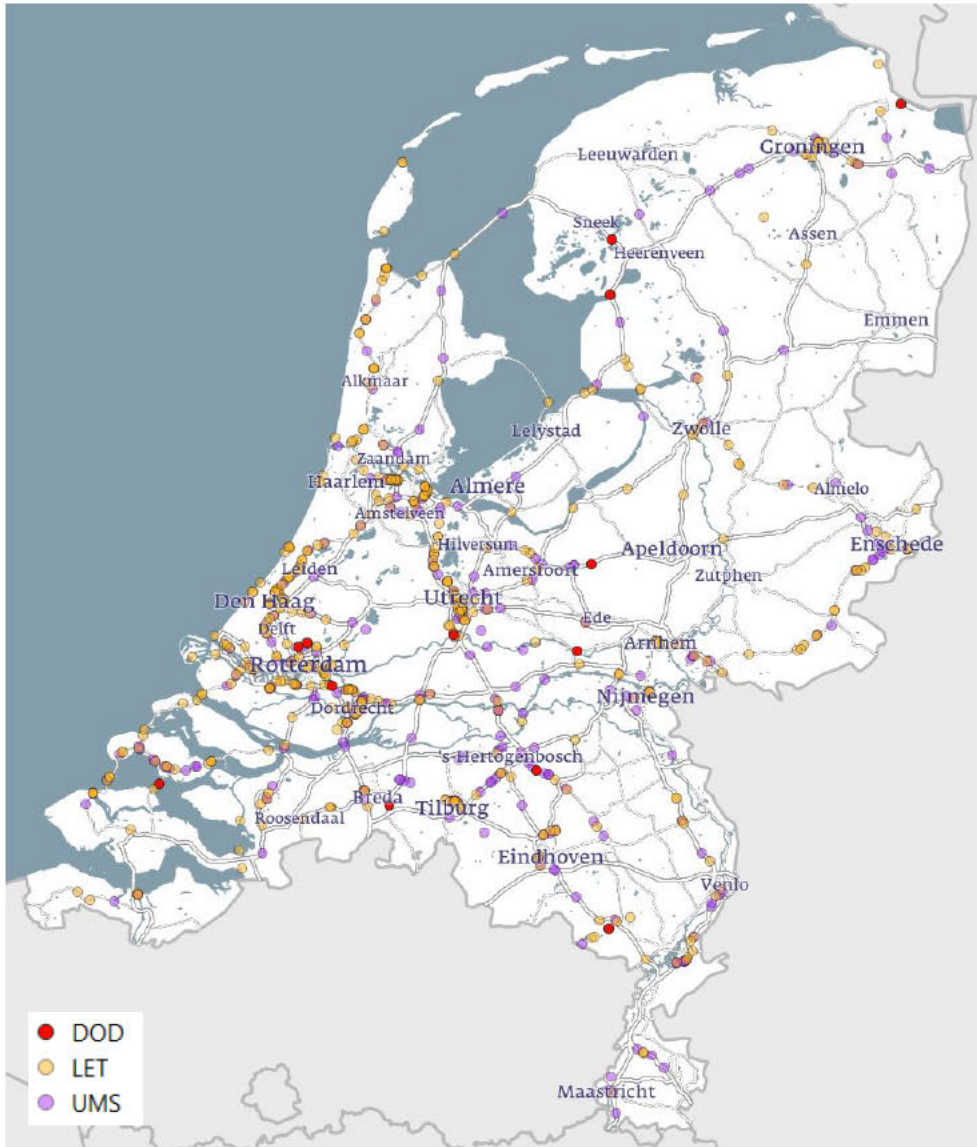 Leeuwarden
Groningen
Sneek
Assen
Heerenveen
Emmen
Alkmaar
Lelystad
Zwolle
Zaandam
Haarlem
Almere
Almelo
Amstelveen
Hilversum
Apeldoorn
Enschede
Leiden
Amersfoort
Zutphen
Den Haag
Utrecht
Delft
Ede
Arnhem
Rotterdam
Nijmegen
Dordrecht
's-Hertogenbosch
Breda
Tilburg
Roosendaal
Eindhoven
Venlo
DOD
LET
UMS
Maastricht